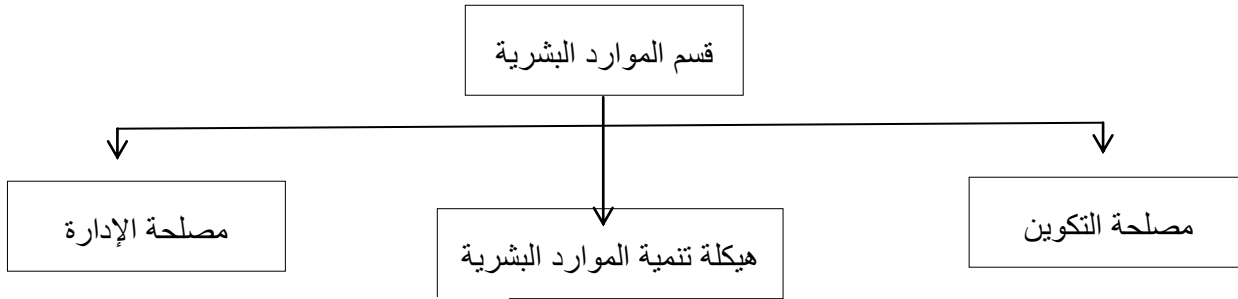 قسم الموارد البشرية
مصلحة التكوين
هيكلة تنمية الموارد البشرية
مصلحة الإدارة